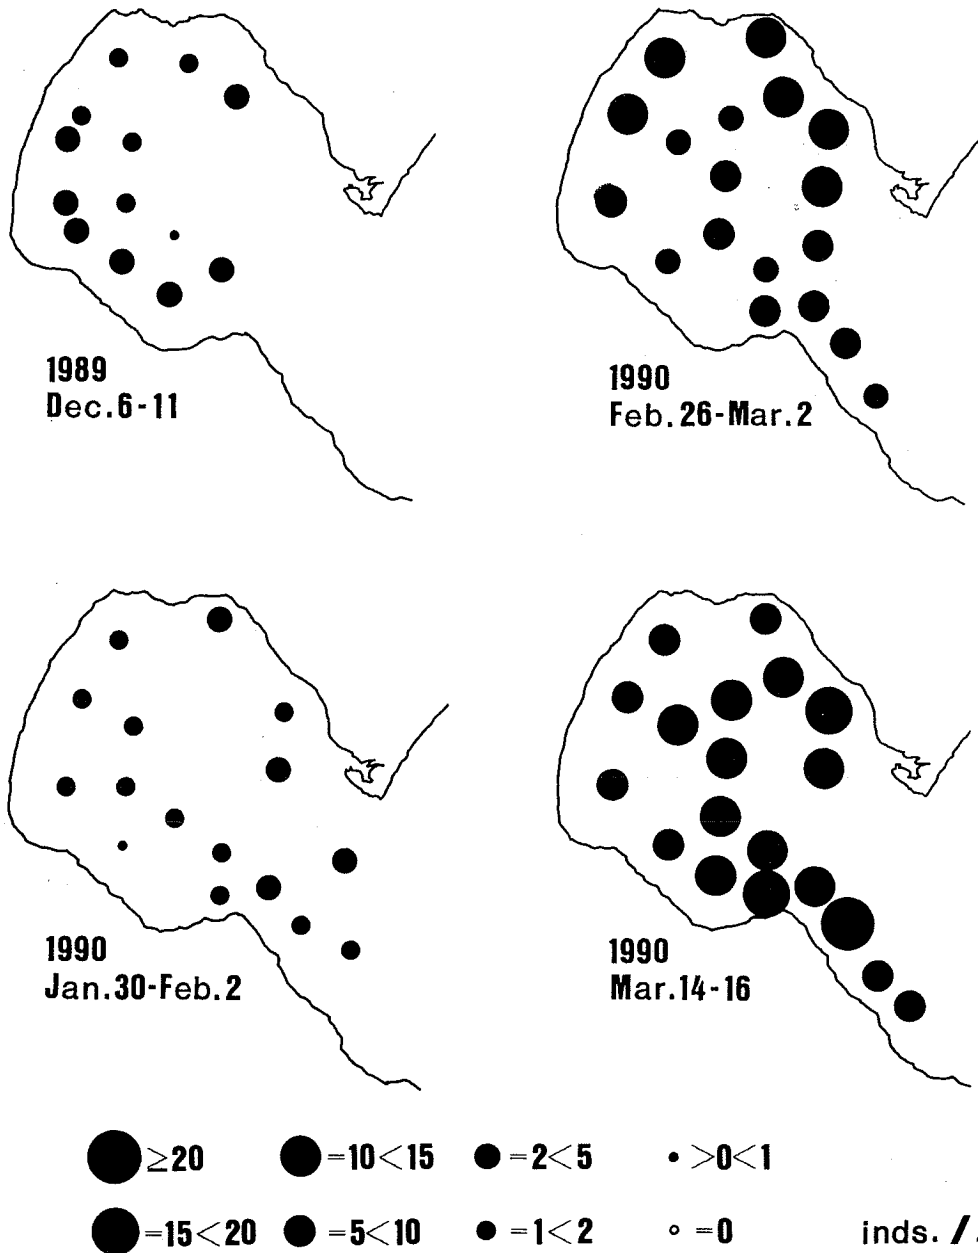 1989
Dec.6-11
1990
Feb.26-Mar.2
1990
Jan.30-Feb.2
1990
Mar.14-16
≥20
=10<15
=2<5
>0<1
=15<20
=5<10
=1<2
=0
inds./